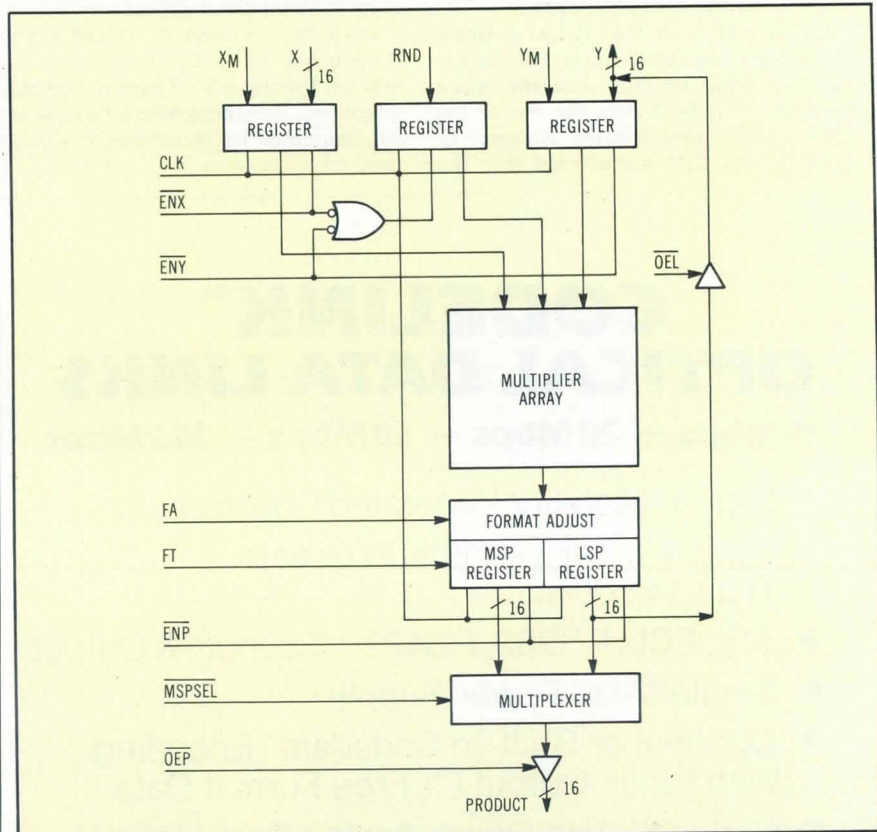 XM X RND YM Y
16 16
REGISTER REGISTER REGISTER
CLK
ENX
ENY
OEL
MULTIPLIER
ARRAY
FA
FORMAT ADJUST
FT
MSP
REGISTER
LSP
REGISTER
16 16
ENP
MSPSEL
MULTIPLEXER
OEP
16
PRODUCT